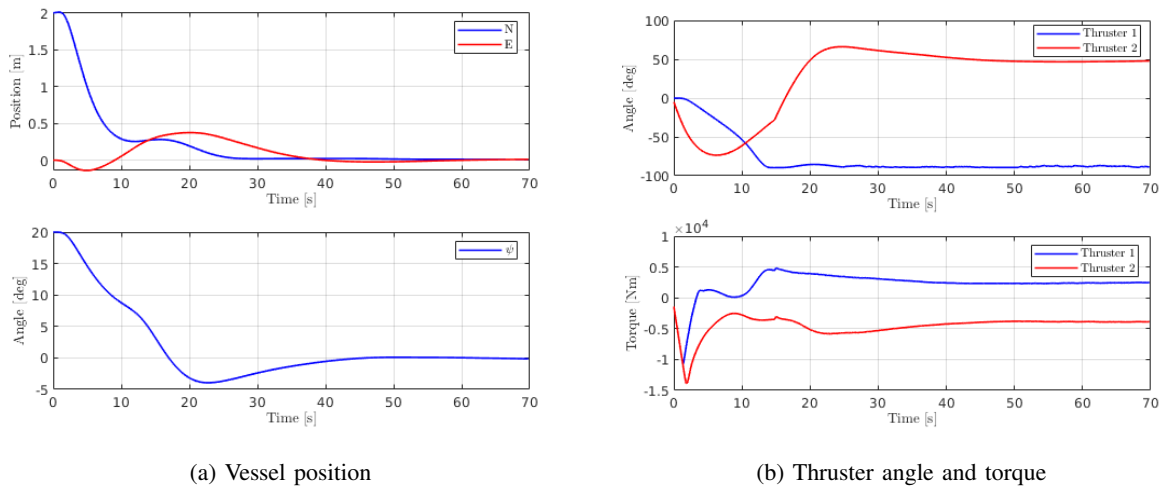 2
1.5
1
0.5
0
Position [m]
N
E
0 10 20 30 40 50 60 70
Time [s]
20
15
10
5
0
-5
Angle [deg]
ψ
0 10 20 30 40 50 60 70
Time [s]
(a) Vessel position
100
50
0
-50
-100
Angle [deg]
Thruster 1
Thruster 2
0 10 20 30 40 50 60 70
Time [s]
×10⁴
1
0.5
0
-0.5
-1
-1.5
Torque [Nm]
Thruster 1
Thruster 2
0 10 20 30 40 50 60 70
Time [s]
(b) Thruster angle and torque